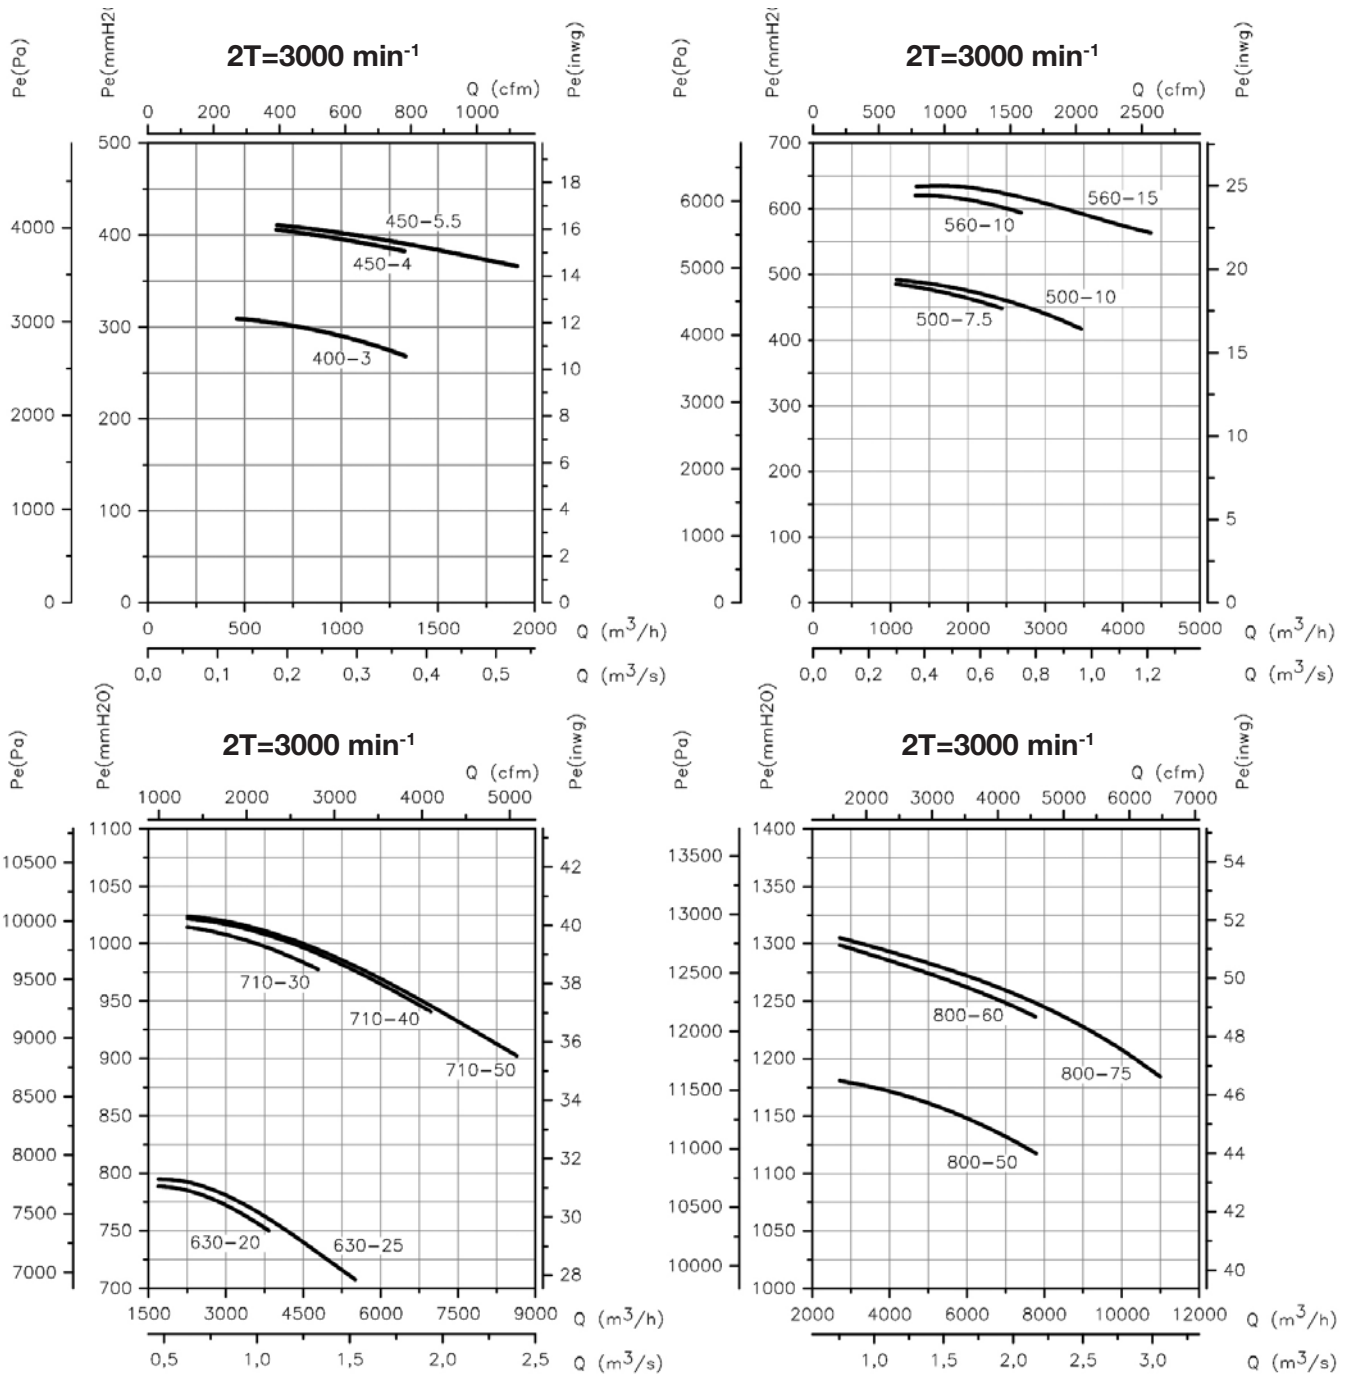 Pe(Pa) Pe(mmH2O 2T=3000 min-1 Pe(inwg)
Q (cfm)
0 200 400 600 800 1000
500
18
450-5.5
4000 400 16
450-4
14
3000 300 12
400-3
10
2000 200 8
6
1000 100 4
2
0 0 0
0 500 1000 1500 2000 Q (m3/h)
0,0 0,1 0,2 0,3 0,4 0,5 Q (m3/s)
Pe(Pa) Pe(mmH2O 2T=3000 min-1 Pe(inwg)
Q (cfm)
0 500 1000 1500 2000 2500
700
6000 600 25
560-15
560-10
5000 500 20
500-10
500-7.5
4000 400 15
3000 300
2000 200 10
1000 100 5
0 0 0
0 1000 2000 3000 4000 5000 Q (m3/h)
0,0 0,2 0,4 0,6 0,8 1,0 1,2 Q (m3/s)
Pe(Pa) Pe(mmH2O) 2T=3000 min-1 Pe(inwg)
Q (cfm)
1000 2000 3000 4000 5000
1100
10500 1050 42
10000 1000 40
710-30
9500 950 38
710-40
9000 900 36
710-50
8500 850 34
8000 800 32
7500 750 30
630-20 630-25
7000 700 28
1500 3000 4500 6000 7500 9000 Q (m3/h)
0,5 1,0 1,5 2,0 2,5 Q (m3/s)
Pe(Pa) Pe(mmH2O) 2T=3000 min-1 Pe(inwg)
Q (cfm)
2000 3000 4000 5000 6000 7000
1400
13500 1350 54
13000 1300 52
12500 1250 50
800-60
12000 1200 48
800-75
11500 1150 46
800-50
11000 1100 44
10500 1050 42
10000 1000 40
2000 4000 6000 8000 10000 12000 Q (m3/h)
1,0 1,5 2,0 2,5 3,0 Q (m3/s)